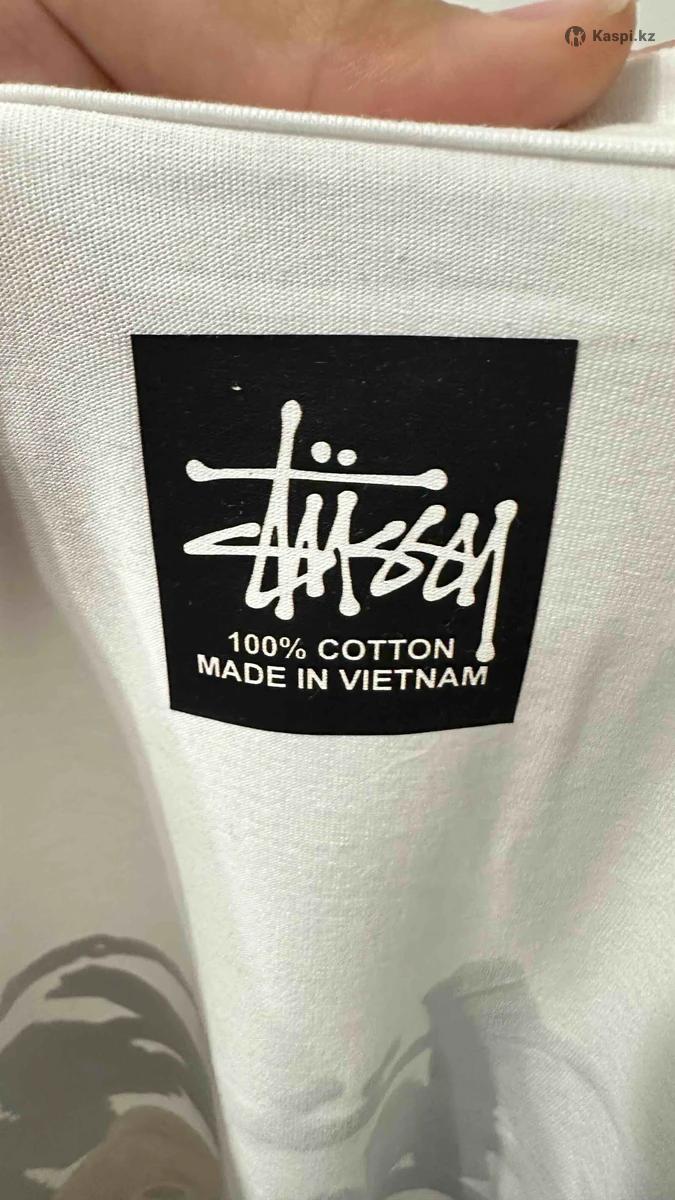 Kaspi.kz
Stüssy
100% COTTON
MADE IN VIETNAM